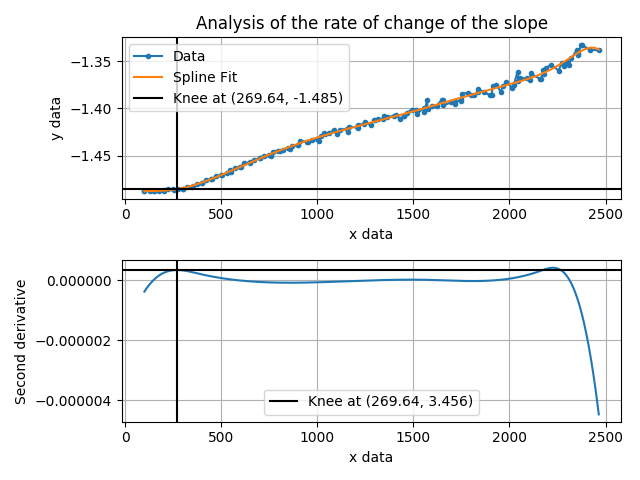 Analysis of the rate of change of the slope
Data
Spline Fit
Knee at (269.64, -1.485)
y data
−1.35
−1.40
−1.45
0 500 1000 1500 2000 2500
x data
Second derivative
0.000000
−0.000002
−0.000004
Knee at (269.64, 3.456)
0 500 1000 1500 2000 2500
x data